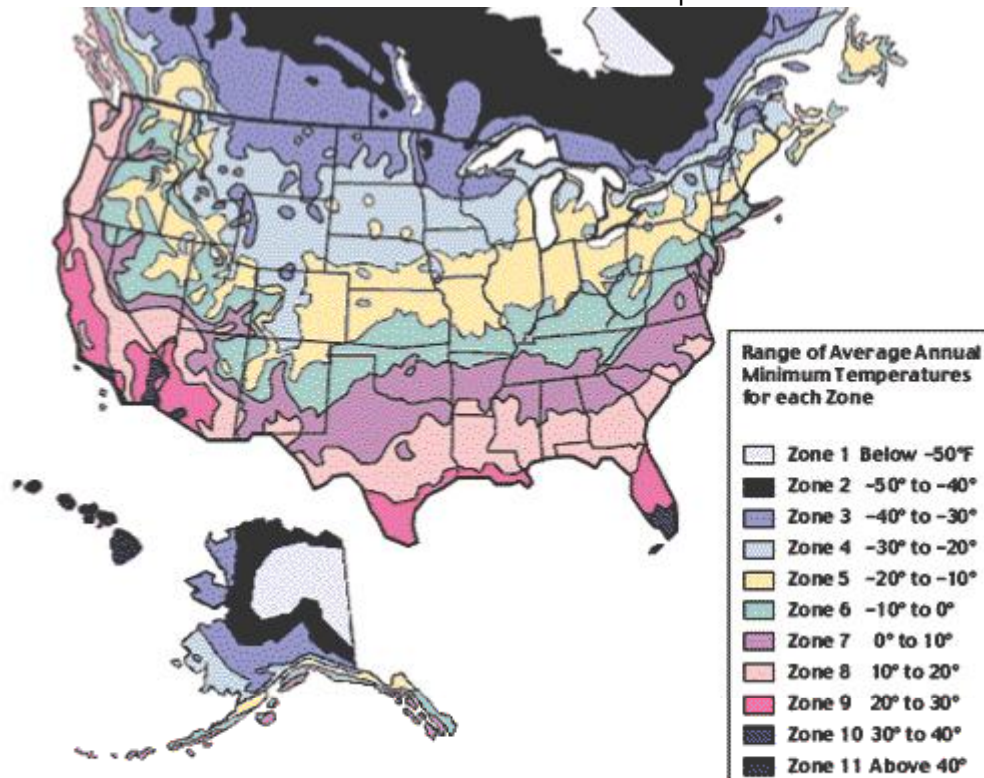 Range of Average Annual
Minimum Temperatures
for each Zone
Zone 1 Below -50°F
Zone 2 -50° to -40°
Zone 3 -40° to -30°
Zone 4 -30° to -20°
Zone 5 -20° to -10°
Zone 6 -10° to 0°
Zone 7 0° to 10°
Zone 8 10° to 20°
Zone 9 20° to 30°
Zone 10 30° to 40°
Zone 11 Above 40°